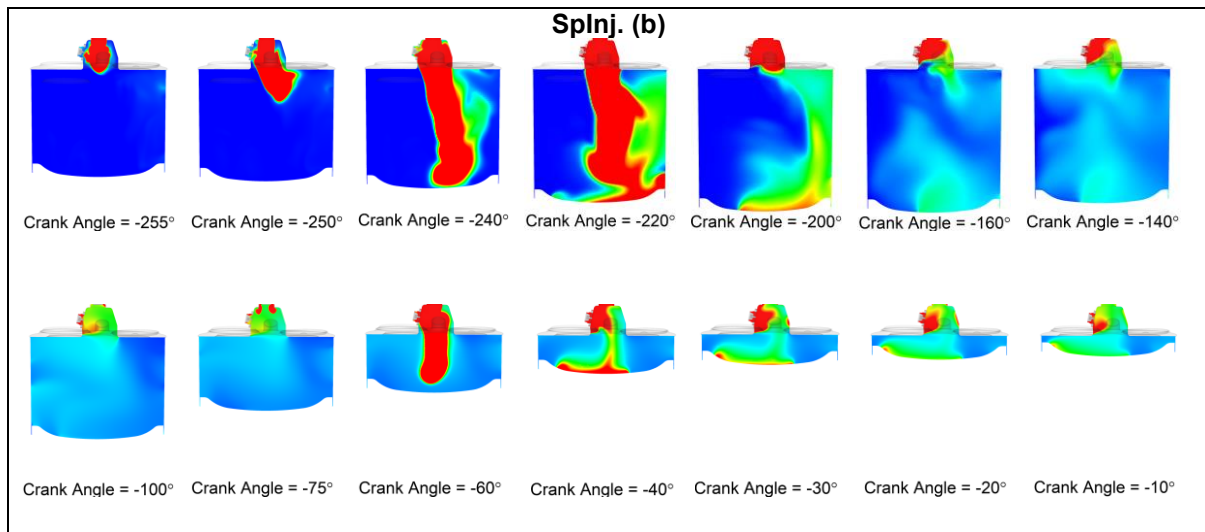 SpInj. (b)
Crank Angle = -255° Crank Angle = -250° Crank Angle = -240° Crank Angle = -220° Crank Angle = -200° Crank Angle = -160° Crank Angle = -140°
Crank Angle = -100° Crank Angle = -75° Crank Angle = -60° Crank Angle = -40° Crank Angle = -30° Crank Angle = -20° Crank Angle = -10°